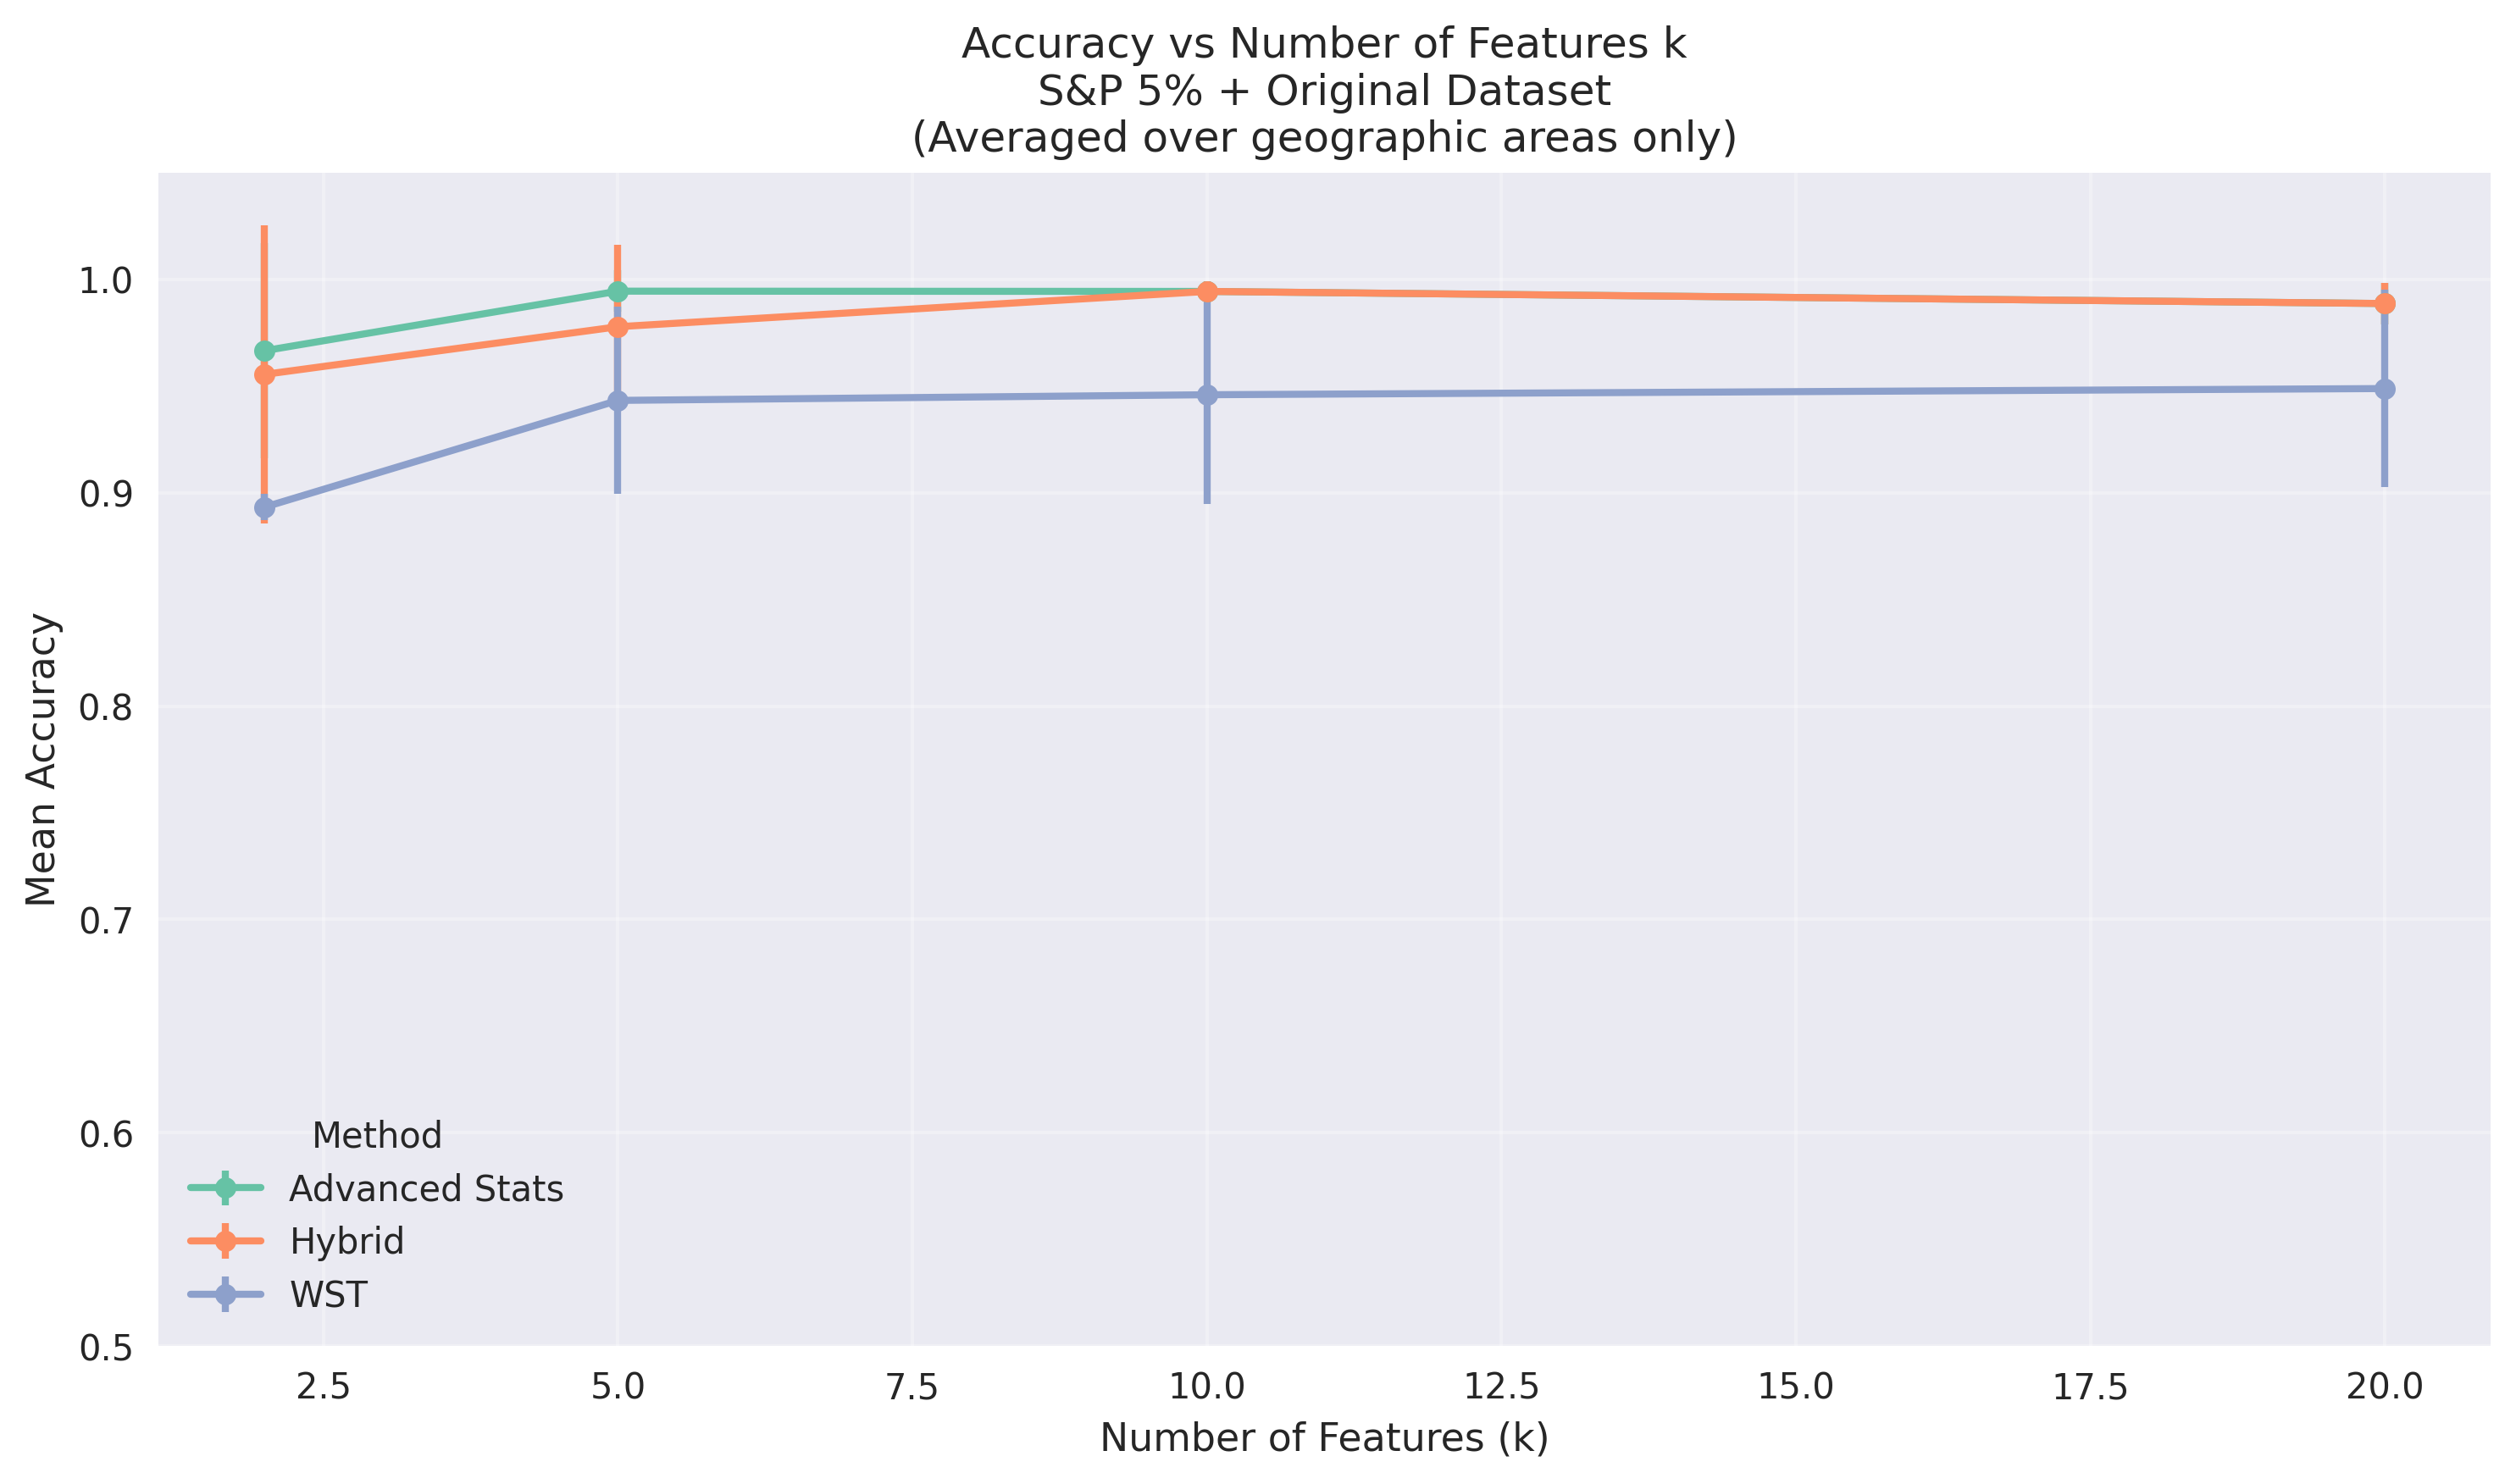 Accuracy vs Number of Features k
S&P 5% + Original Dataset
(Averaged over geographic areas only)
Mean Accuracy
1.0
0.9
0.8
0.7
0.6
0.5
Method
Advanced Stats
Hybrid
WST
2.5 5.0 7.5 10.0 12.5 15.0 17.5 20.0
Number of Features (k)